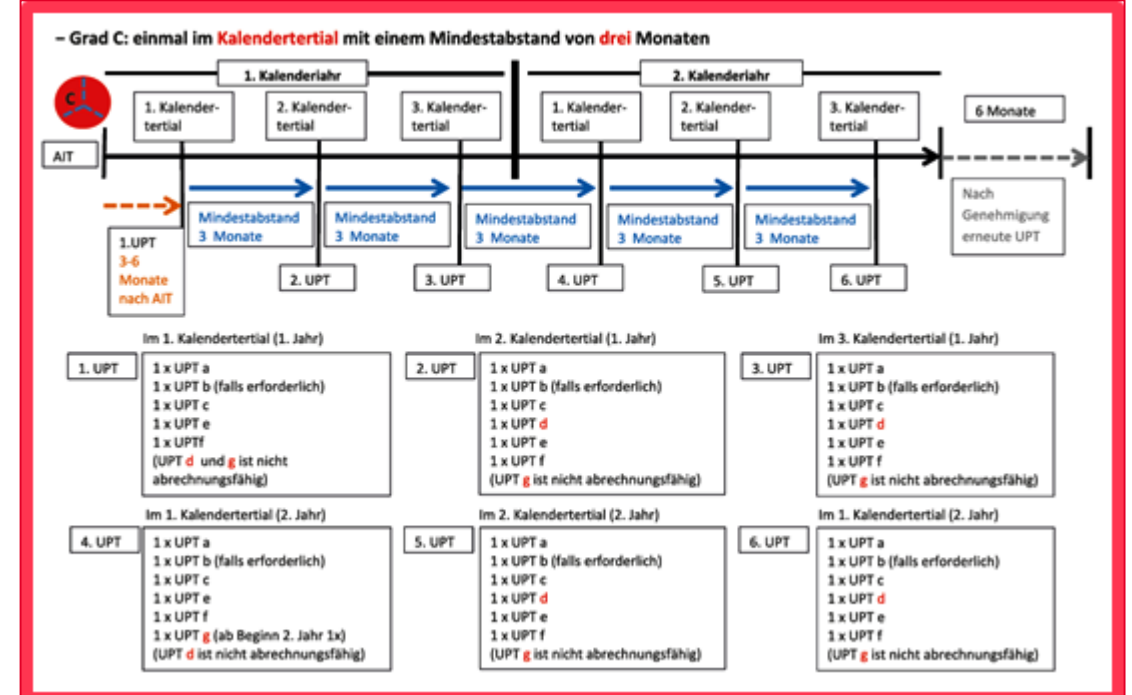 – Grad C: einmal im Kalendertertial mit einem Mindestabstand von drei Monaten
1. Kalenderjahr
2. Kalenderjahr
C
1. Kalender-
tertial
2. Kalender-
tertial
3. Kalender-
tertial
1. Kalender-
tertial
2. Kalender-
tertial
3. Kalender-
tertial
6 Monate
AIT
Mindestabstand
3 Monate
Mindestabstand
3 Monate
Mindestabstand
3 Monate
Mindestabstand
3 Monate
Mindestabstand
3 Monate
Nach
Genehmigung
erneute UPT
1.UPT
3-6
Monate
nach AIT
2. UPT
3. UPT
4. UPT
5. UPT
6. UPT
Im 1. Kalendertertial (1. Jahr)
1. UPT
1 x UPT a
1 x UPT b (falls erforderlich)
1 x UPT c
1 x UPT e
1 x UPTf
(UPT d und g ist nicht
abrechnungsfähig)
Im 2. Kalendertertial (1. Jahr)
2. UPT
1 x UPT a
1 x UPT b (falls erforderlich)
1 x UPT c
1 x UPT d
1 x UPT e
1 x UPT f
(UPT g ist nicht abrechnungsfähig)
Im 3. Kalendertertial (1. Jahr)
3. UPT
1 x UPT a
1 x UPT b (falls erforderlich)
1 x UPT c
1 x UPT d
1 x UPT e
1 x UPT f
(UPT g ist nicht abrechnungsfähig)
Im 1. Kalendertertial (2. Jahr)
4. UPT
1 x UPT a
1 x UPT b (falls erforderlich)
1 x UPT c
1 x UPT e
1 x UPT f
1 x UPT g (ab Beginn 2. Jahr 1x)
(UPT d ist nicht abrechnungsfähig)
Im 2. Kalendertertial (2. Jahr)
5. UPT
1 x UPT a
1 x UPT b (falls erforderlich)
1 x UPT c
1 x UPT d
1 x UPT e
1 x UPT f
(UPT g ist nicht abrechnungsfähig)
Im 1. Kalendertertial (2. Jahr)
6. UPT
1 x UPT a
1 x UPT b (falls erforderlich)
1 x UPT c
1 x UPT d
1 x UPT e
1 x UPT f
(UPT g ist nicht abrechnungsfähig)